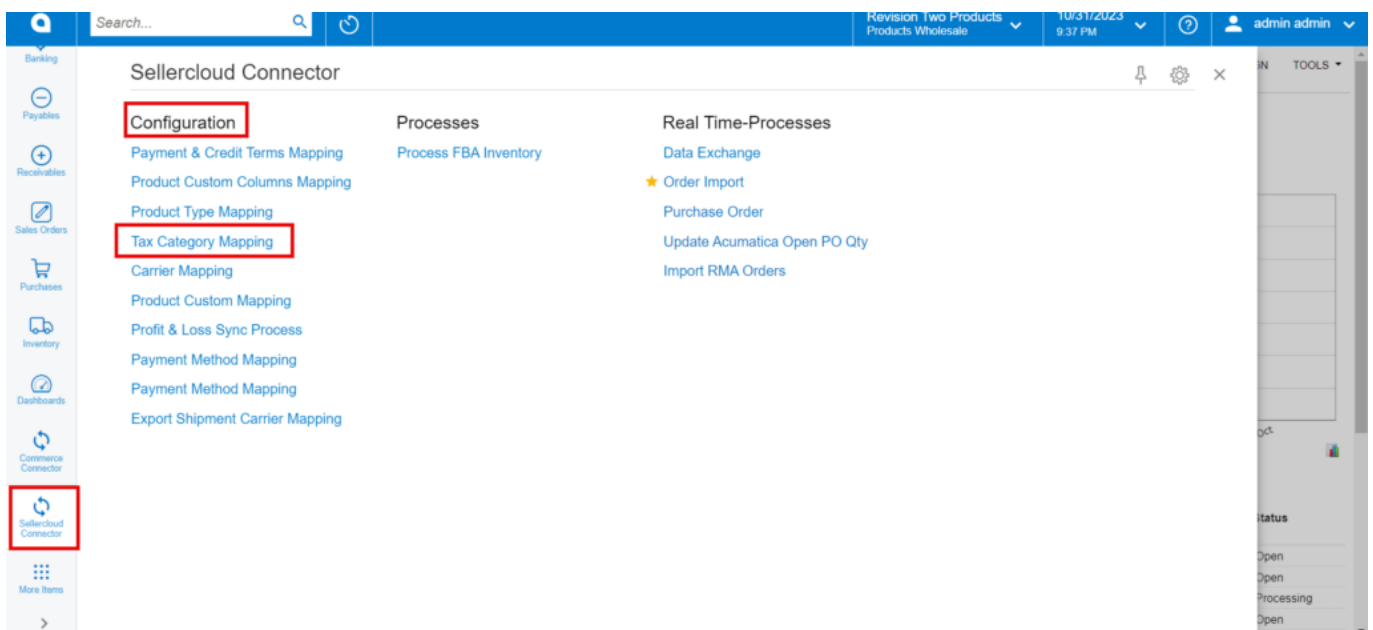 Search...
Revision Two Products
Products Wholesale
10/31/2023
9:37 PM
admin admin
Banking
Payables
Receivables
Sales Orders
Purchases
Inventory
Dashboards
Commerce
Connector
Sellercloud
Connector
More Items
Sellercloud Connector
Configuration
Payment & Credit Terms Mapping
Product Custom Columns Mapping
Product Type Mapping
Tax Category Mapping
Carrier Mapping
Product Custom Mapping
Profit & Loss Sync Process
Payment Method Mapping
Payment Method Mapping
Export Shipment Carrier Mapping
Processes
Process FBA Inventory
Real Time-Processes
Data Exchange
Order Import
Purchase Order
Update Acumatica Open PO Qty
Import RMA Orders
TOOLS
Oct
Status
Open
Open
Processing
Open